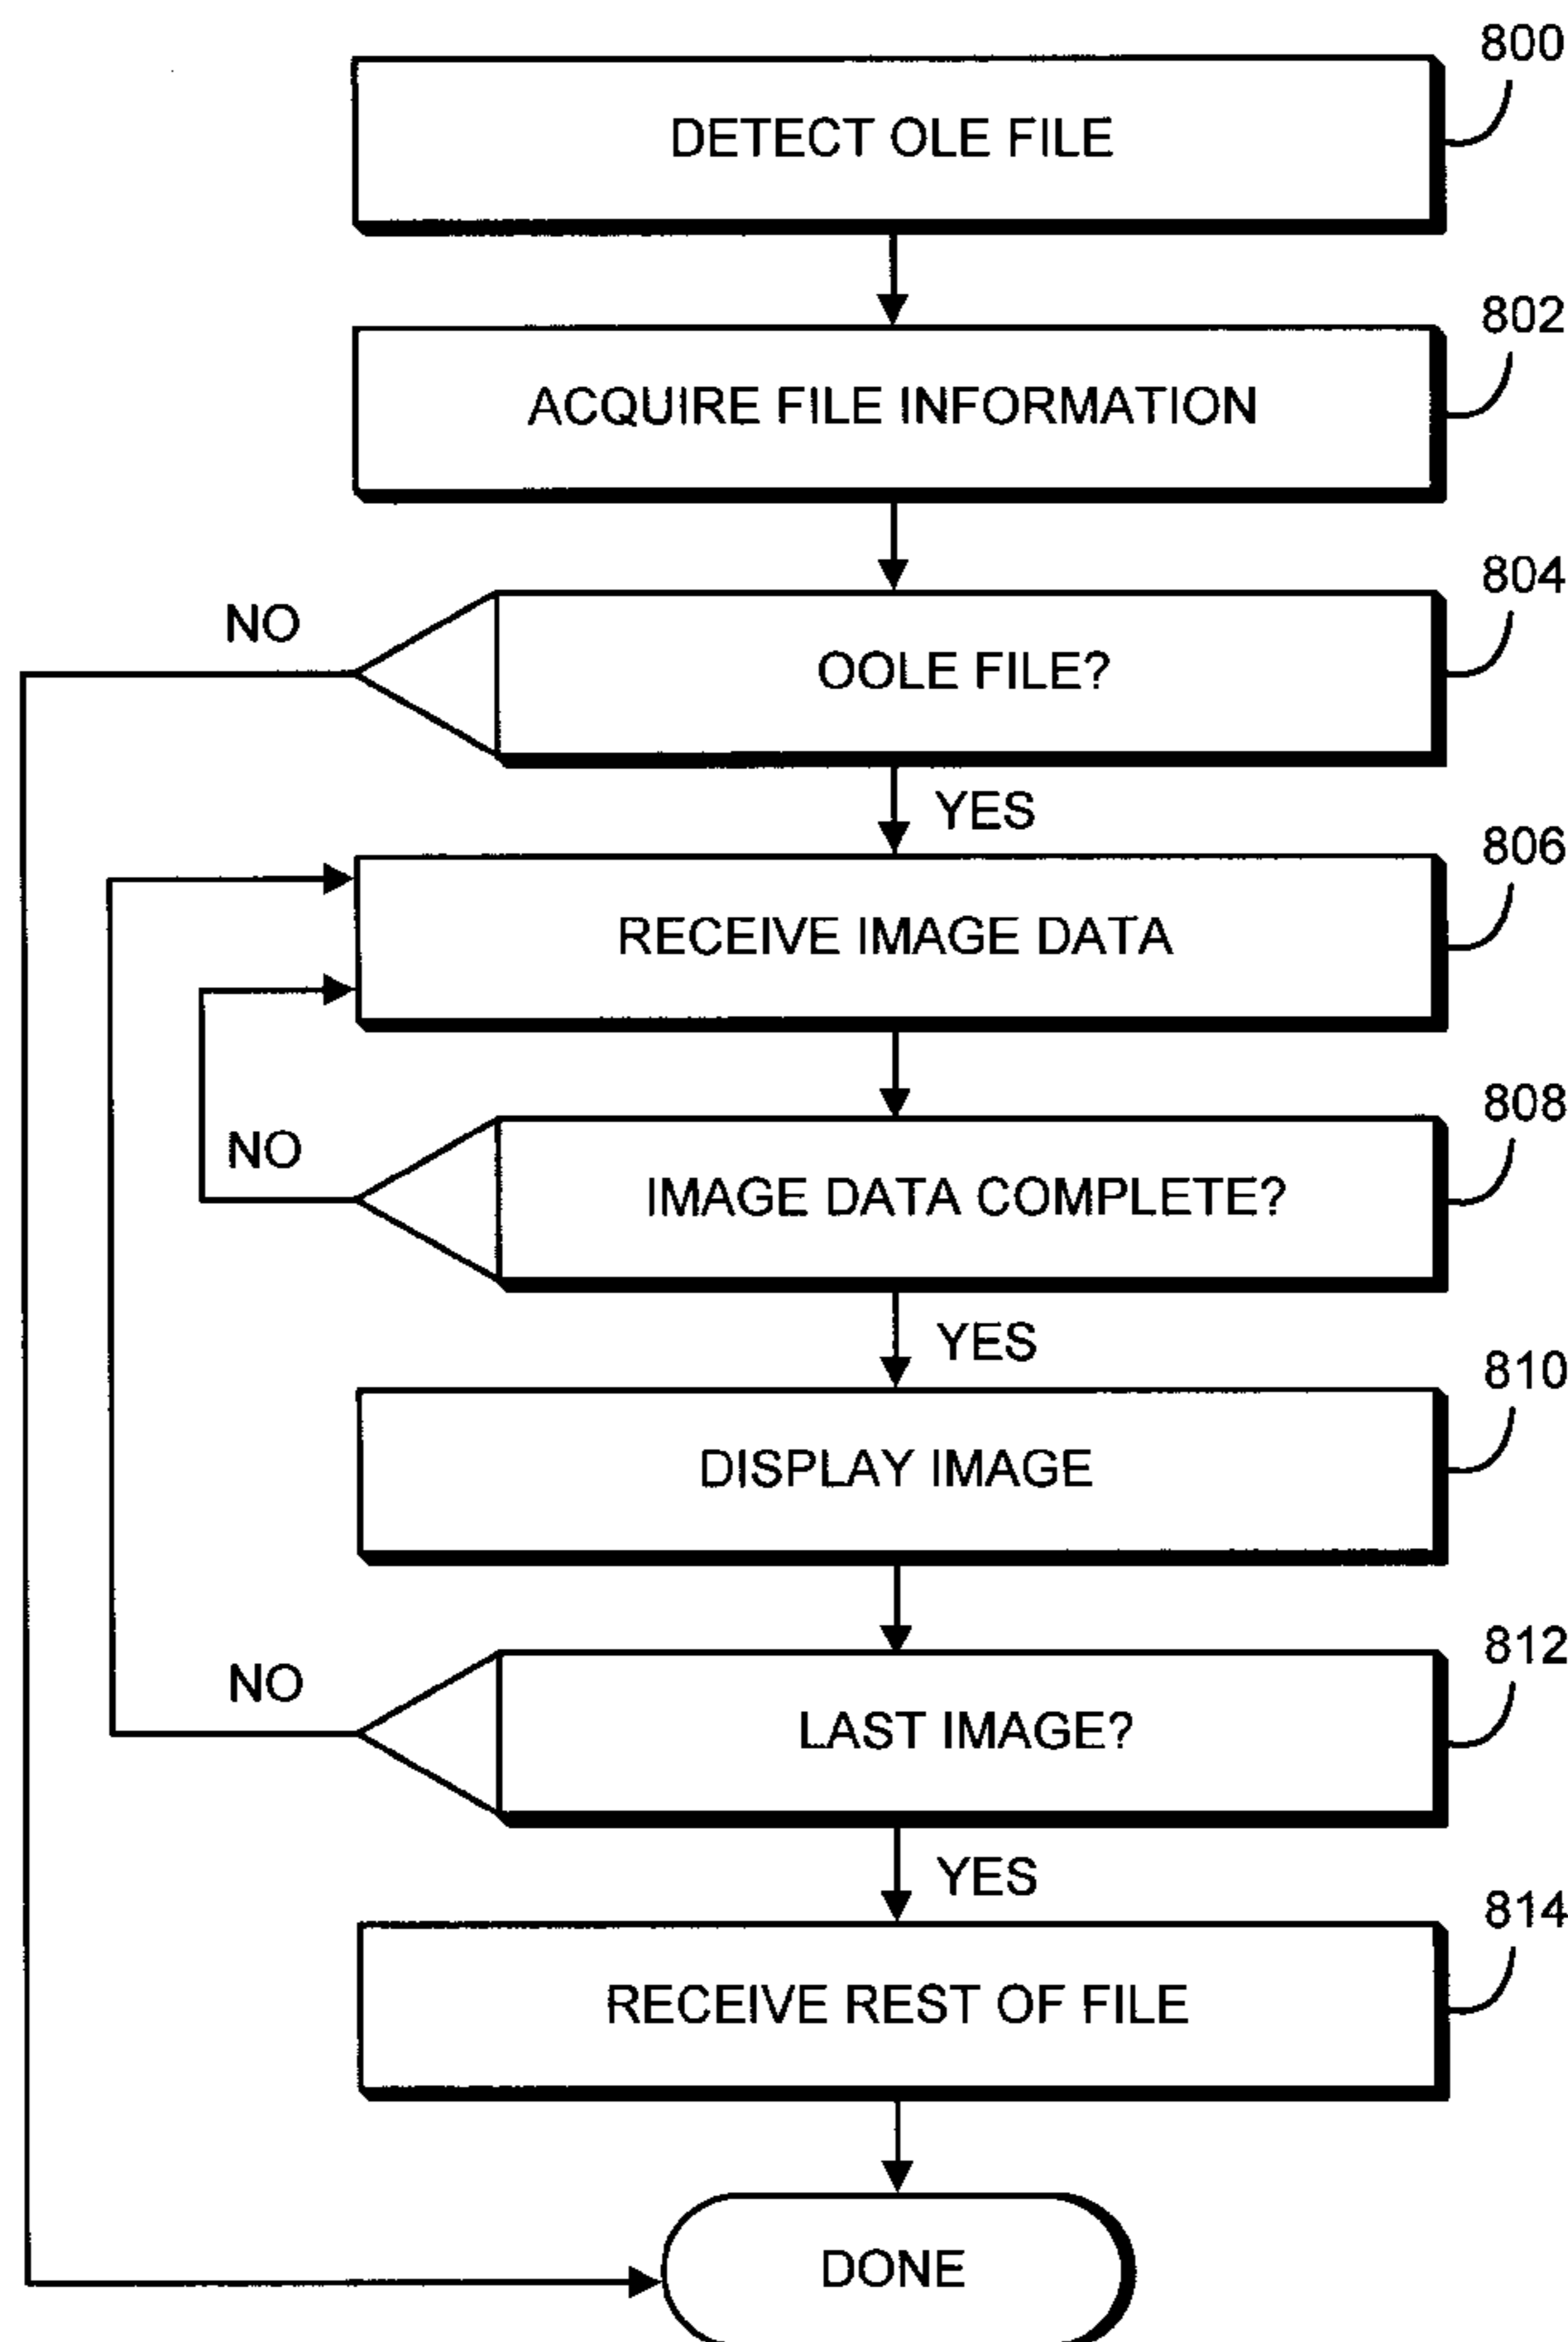 800
DETECT OLE FILE
802
ACQUIRE FILE INFORMATION
804
NO
OOLE FILE?
YES
806
RECEIVE IMAGE DATA
808
NO
IMAGE DATA COMPLETE?
YES
810
DISPLAY IMAGE
812
NO
LAST IMAGE?
YES
814
RECEIVE REST OF FILE
DONE